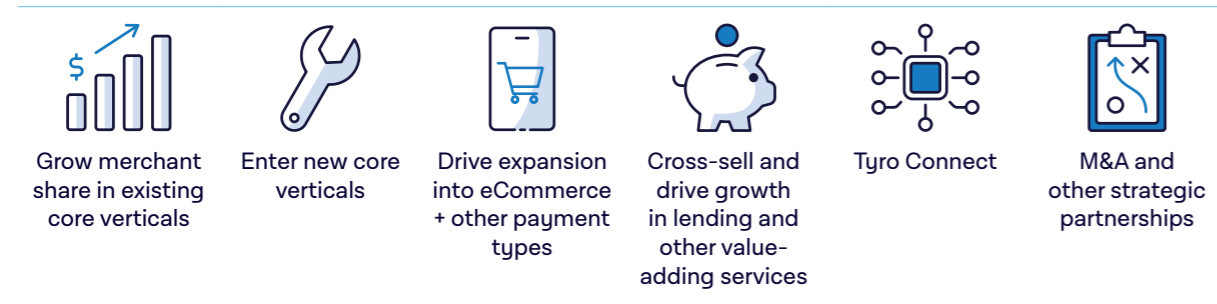 $
Grow merchant
share in existing
core verticals
Enter new core
verticals
Drive expansion
into eCommerce
+ other payment
types
Cross-sell and
drive growth
in lending and
other value-
adding services
Tyro Connect
M&A and
other strategic
partnerships